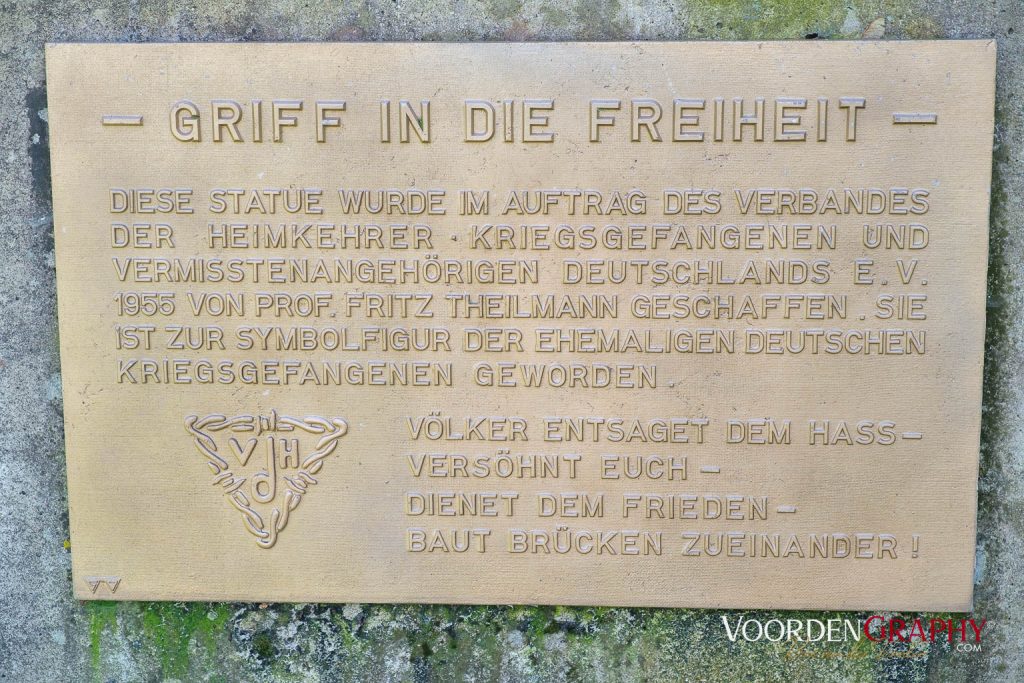 — GRIFF IN DIE FREIHEIT —
DIESE STATUE WURDE IM AUFTRAG DES VERBANDES
DER HEIMKEHRER . KRIEGSGEFANGENEN UND
VERMISSTENANGEHÖRIGEN DEUTSCHLANDS E.V.
1955 VON PROF. FRITZ THEILMANN GESCHAFFEN . SIE
IST ZUR SYMBOLFIGUR DER EHEMALIGEN DEUTSCHEN
KRIEGSGEFANGENEN GEWORDEN .
VdH
VÖLKER ENTSAGET DEM HASS —
VERSÖHNT EUCH —
DIENET DEM FRIEDEN —
BAUT BRÜCKEN ZUEINANDER !
VOORDENGRAPHY
.COM